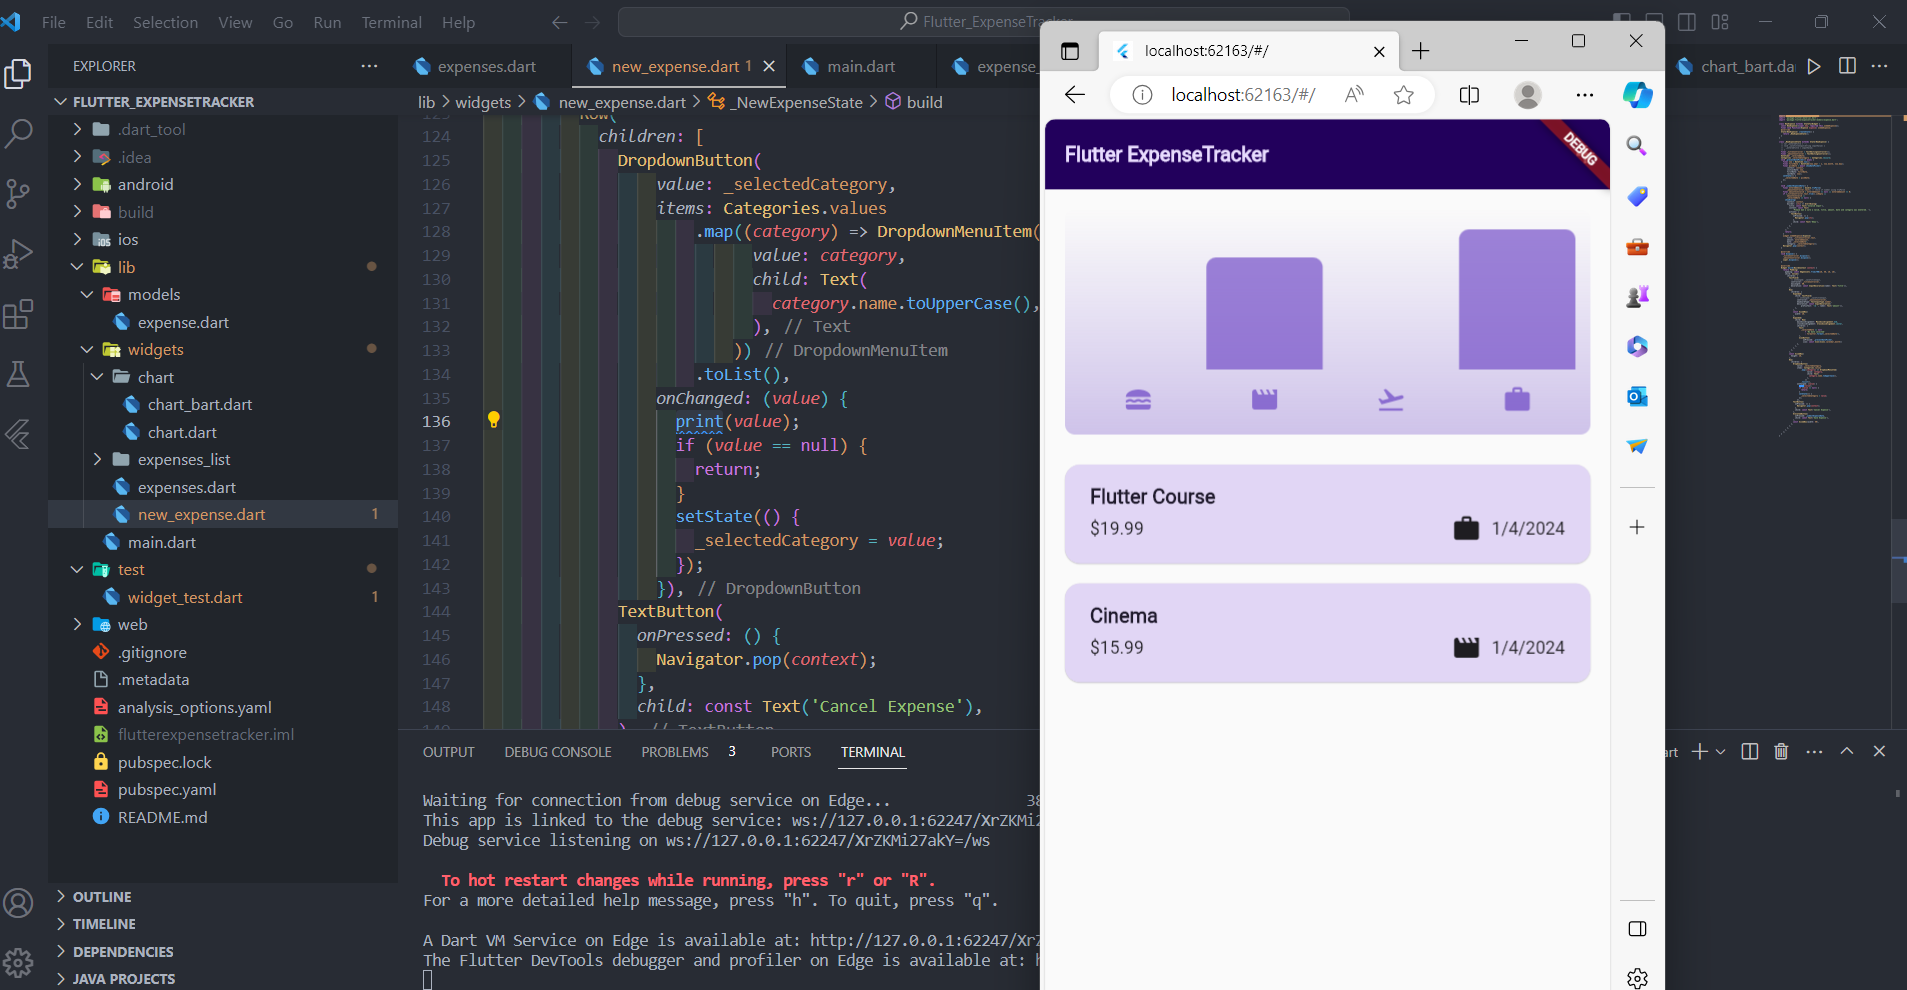 File Edit Selection View Go Run Terminal Help
Flutter_ExpenseTracker
EXPLORER
FLUTTER_EXPENSETRACKER
.dart_tool
.idea
android
build
ios
lib
models
expense.dart
widgets
chart
chart_bart.dart
chart.dart
expenses_list
expenses.dart
new_expense.dart 1
main.dart
test
widget_test.dart 1
web
.gitignore
.metadata
analysis_options.yaml
flutterexpensetracker.iml
pubspec.lock
pubspec.yaml
README.md
OUTLINE
TIMELINE
DEPENDENCIES
JAVA PROJECTS
expenses.dart new_expense.dart 1 main.dart expense_ chart_bart.da
lib > widgets > new_expense.dart > _NewExpenseState > build
123 Row(
124 children: [
125 DropdownButton(
126 value: _selectedCategory,
127 items: Categories.values
128 .map((category) => DropdownMenuItem(
129 value: category,
130 child: Text(
131 category.name.toUpperCase(),
132 ), // Text
133 )) // DropdownMenuItem
134 .toList(),
135 onChanged: (value) {
136 print(value);
137 if (value == null) {
138 return;
139 }
140 setState(() {
141 _selectedCategory = value;
142 });
143 }), // DropdownButton
144 TextButton(
145 onPressed: () {
146 Navigator.pop(context);
147 },
148 child: const Text('Cancel Expense'),
149 ), // TextButton
OUTPUT DEBUG CONSOLE PROBLEMS 3 PORTS TERMINAL
Waiting for connection from debug service on Edge... 38
This app is linked to the debug service: ws://127.0.0.1:62247/XrZKMi2
Debug service listening on ws://127.0.0.1:62247/XrZKMi27akY=/ws
To hot restart changes while running, press "r" or "R".
For a more detailed help message, press "h". To quit, press "q".
A Dart VM Service on Edge is available at: http://127.0.0.1:62247/XrZ
The Flutter DevTools debugger and profiler on Edge is available at: h
art
localhost:62163/#/
localhost:62163/#/
Flutter ExpenseTracker
DEBUG
Flutter Course
$19.99
1/4/2024
Cinema
$15.99
1/4/2024